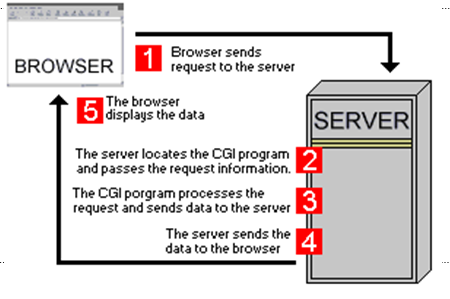 BROWSER
1 Browser sends
request to the server
5 The browser
displays the data
SERVER
The server locates the CGI program
and passes the request information. 2
The CGI porgram processes the
request and sends data to the server 3
The server sends the
data to the browser 4